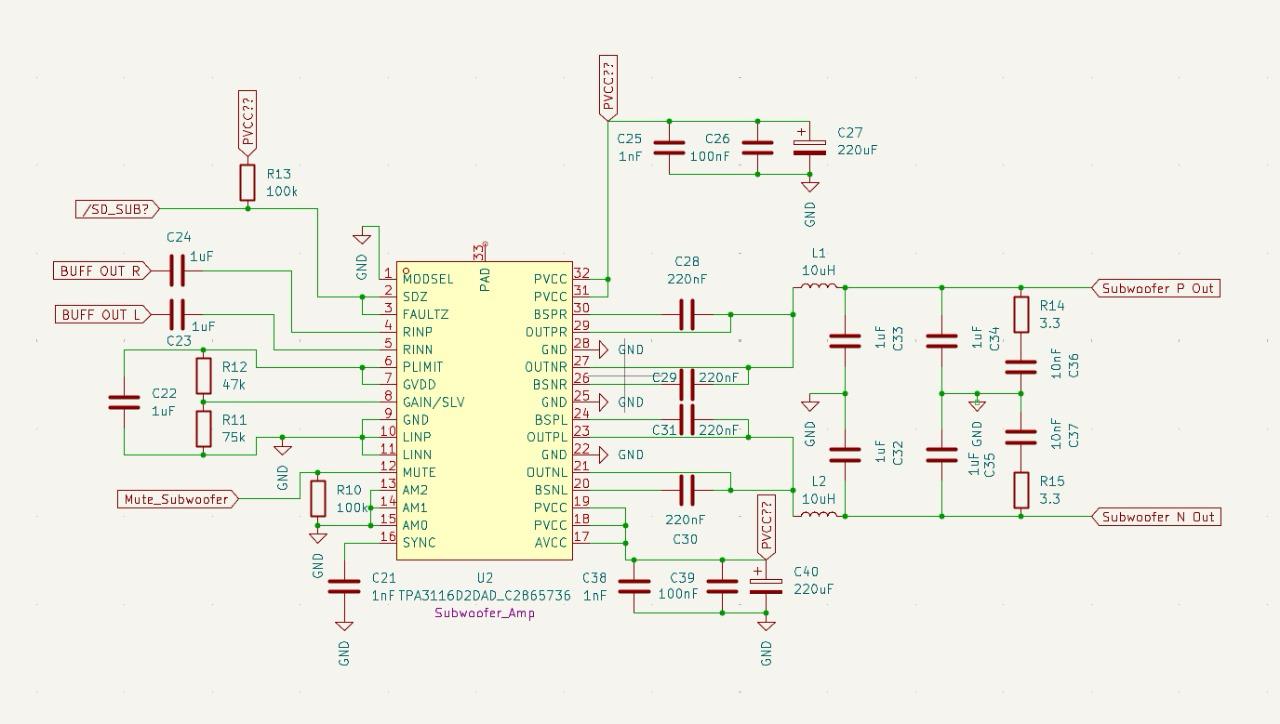 PVCC??
R13
100k
/SD_SUB?
C24
1uF
BUFF OUT R
BUFF OUT L
1uF
C23
R12
47k
C22
1uF
R11
75k
GND
Mute_Subwoofer
R10
100k
GND
C21
1nF
GND
GND
33
PAD
1 MODSEL
2 SDZ
3 FAULTZ
4 RINP
5 RINN
6 PLIMIT
7 GVDD
8 GAIN/SLV
9 GND
10 LINP
11 LINN
12 MUTE
13 AM2
14 AM1
15 AM0
16 SYNC
PVCC 32
PVCC 31
BSPR 30
OUTPR 29
GND 28
OUTNR 27
BSNR 26
GND 25
BSPL 24
OUTPL 23
GND 22
OUTNL 21
BSNL 20
PVCC 19
PVCC 18
AVCC 17
U2
TPA3116D2DAD_C2865736
Subwoofer_Amp
PVCC??
C25
1nF
C26
100nF
C27
220uF
GND
C28
220nF
GND
C29 220nF
GND
C31 220nF
GND
220nF
C30
PVCC??
C38
1nF
C39
100nF
C40
220uF
GND
L1
10uH
L2
10uH
1uF
C33
1uF
C34
GND
1uF
C32
GND
1uF
C35
R14
3.3
10nF
C36
10nF
C37
R15
3.3
Subwoofer P Out
Subwoofer N Out